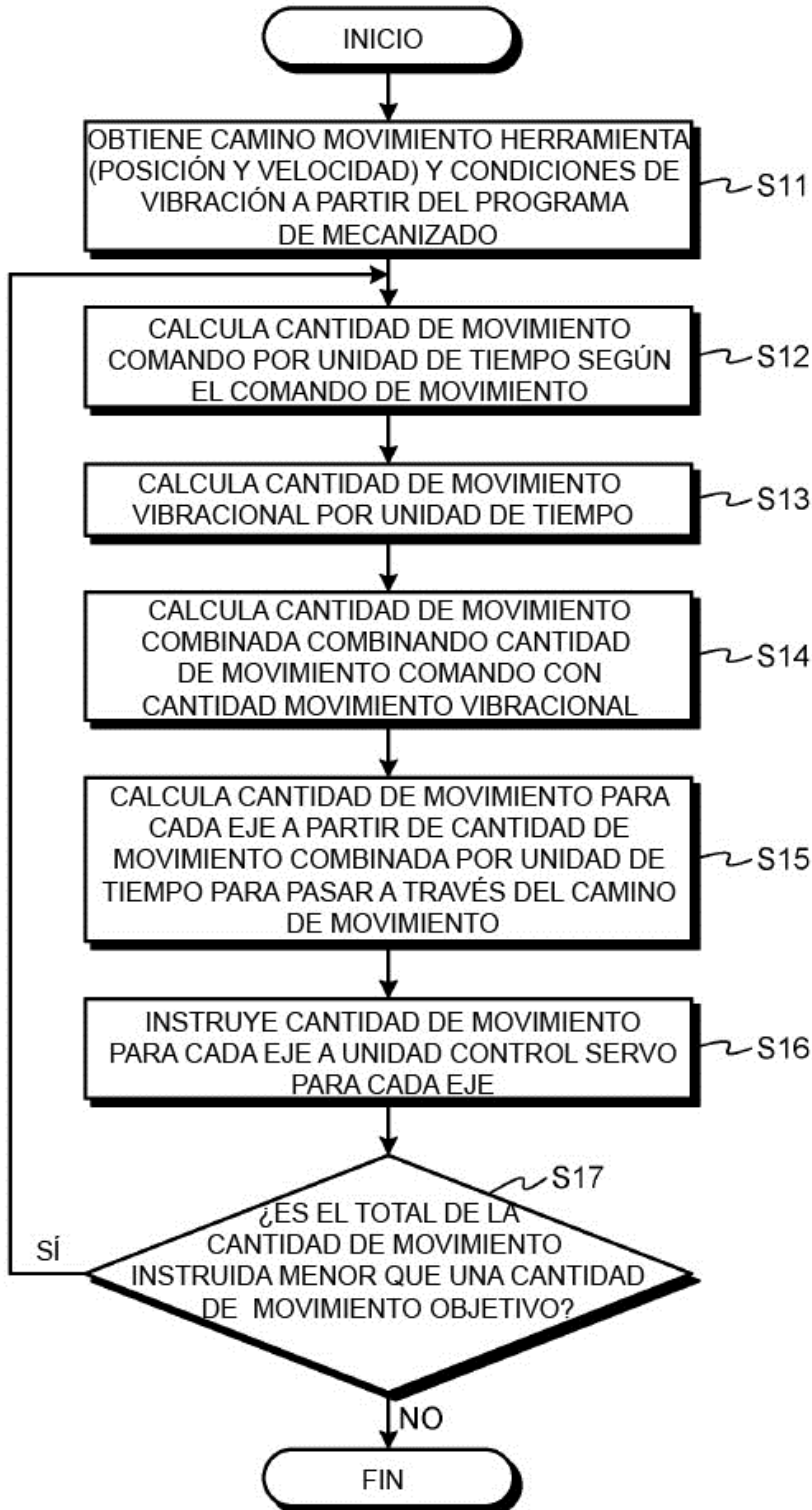 INICIO
OBTIENE CAMINO MOVIMIENTO HERRAMIENTA
(POSICIÓN Y VELOCIDAD) Y CONDICIONES DE
VIBRACIÓN A PARTIR DEL PROGRAMA
DE MECANIZADO
S11
CALCULA CANTIDAD DE MOVIMIENTO
COMANDO POR UNIDAD DE TIEMPO SEGÚN
EL COMANDO DE MOVIMIENTO
S12
CALCULA CANTIDAD DE MOVIMIENTO
VIBRACIONAL POR UNIDAD DE TIEMPO
S13
CALCULA CANTIDAD DE MOVIMIENTO
COMBINADA COMBINANDO CANTIDAD
DE MOVIMIENTO COMANDO CON
CANTIDAD MOVIMIENTO VIBRACIONAL
S14
CALCULA CANTIDAD DE MOVIMIENTO PARA
CADA EJE A PARTIR DE CANTIDAD DE
MOVIMIENTO COMBINADA POR UNIDAD DE
TIEMPO PARA PASAR A TRAVÉS DEL CAMINO
DE MOVIMIENTO
S15
INSTRUYE CANTIDAD DE MOVIMIENTO
PARA CADA EJE A UNIDAD CONTROL SERVO
PARA CADA EJE
S16
S17
¿ES EL TOTAL DE LA
CANTIDAD DE MOVIMIENTO
INSTRUIDA MENOR QUE UNA CANTIDAD
DE MOVIMIENTO OBJETIVO?
SÍ
NO
FIN